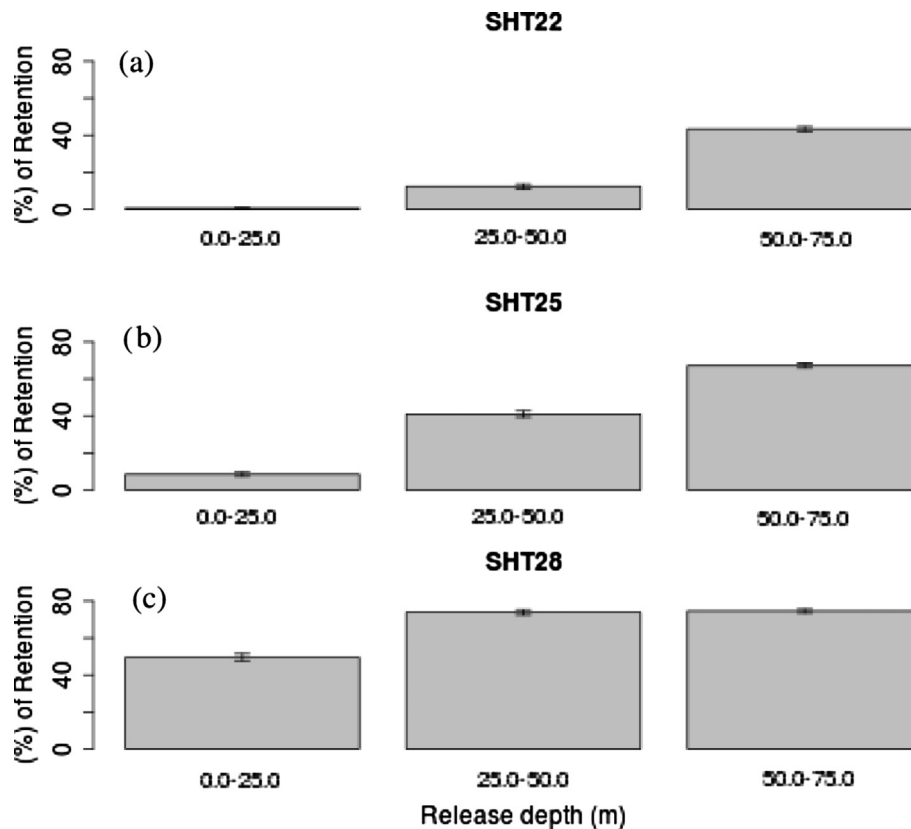 SHT22
(a)
(%) of Retention
80
40
0
0.0-25.0 25.0-50.0 50.0-75.0
SHT25
(b)
(%) of Retention
80
40
0
0.0-25.0 25.0-50.0 50.0-75.0
SHT28
(c)
(%) of Retention
80
40
0
0.0-25.0 25.0-50.0 50.0-75.0
Release depth (m)